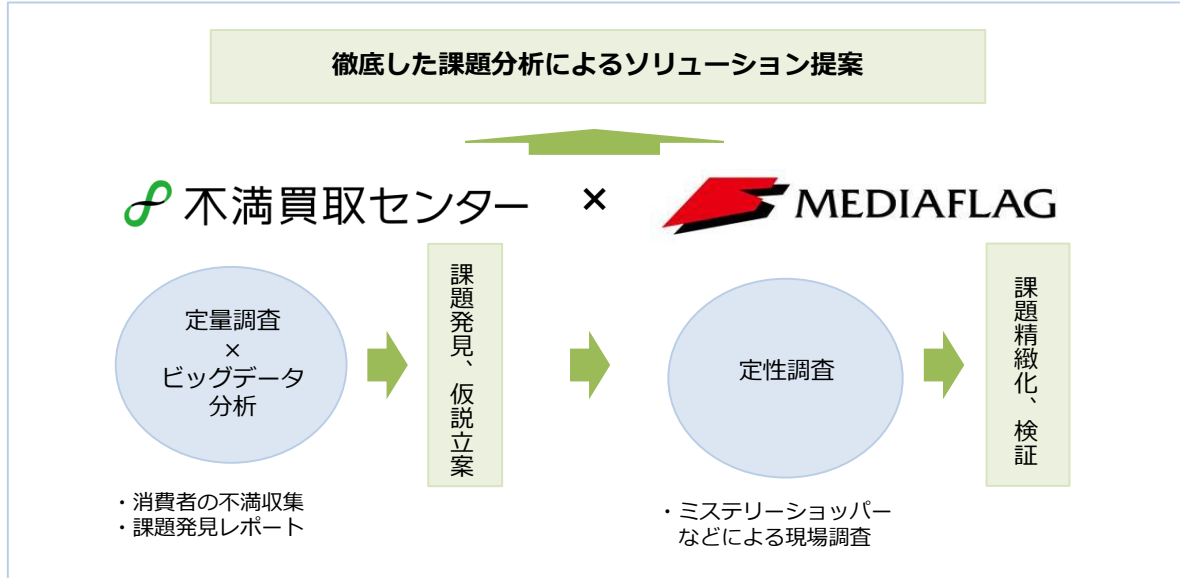 徹底した課題分析によるソリューション提案
不満買取センター
×
MEDIAFLAG
定量調査
×
ビッグデータ
分析
課題発見、仮説立案
定性調査
課題精緻化、検証
・消費者の不満収集
・課題発見レポート
・ミステリーショッパー
などによる現場調査